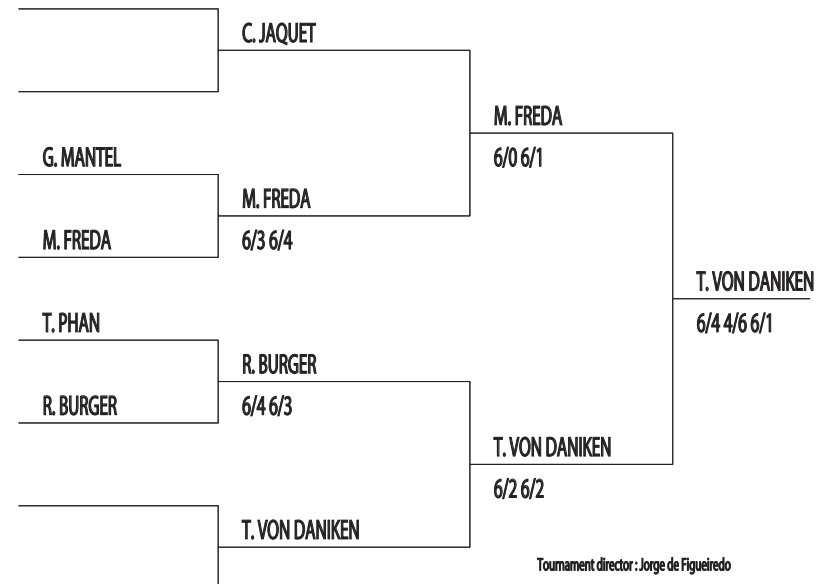 C. JAQUET
M. FREDA
6/0 6/1
G. MANTEL
M. FREDA
6/3 6/4
M. FREDA
T. VON DANIKEN
6/4 4/6 6/1
T. PHAN
R. BURGER
6/4 6/3
R. BURGER
T. VON DANIKEN
6/2 6/2
T. VON DANIKEN
Tournament director : Jorge de Figueiredo